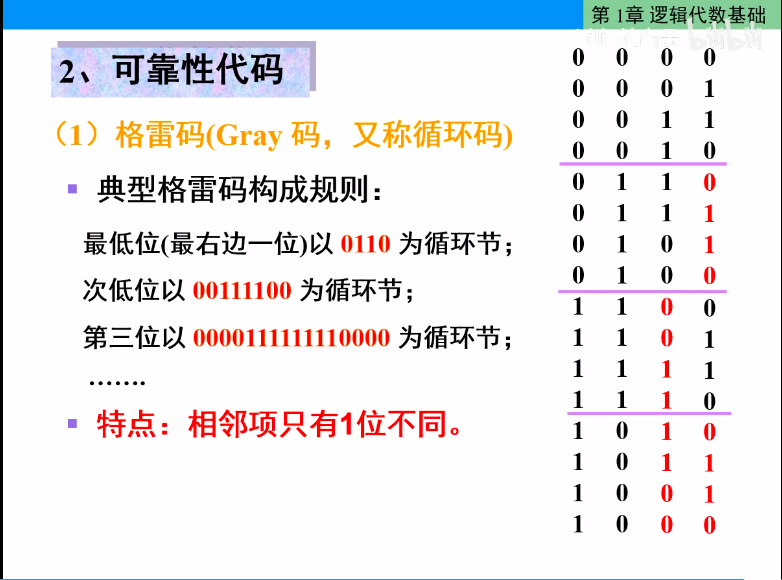 第 1章 逻辑代数基础
bilibili
2、可靠性代码
（1）格雷码(Gray 码，又称循环码)
典型格雷码构成规则：
最低位(最右边一位)以 0110 为循环节；
次低位以 00111100 为循环节；
第三位以 0000111111110000 为循环节；
…….
特点：相邻项只有1位不同。
0 0 0 0
0 0 0 1
0 0 1 1
0 0 1 0
0 1 1 0
0 1 1 1
0 1 0 1
0 1 0 0
1 1 0 0
1 1 0 1
1 1 1 1
1 1 1 0
1 0 1 0
1 0 1 1
1 0 0 1
1 0 0 0